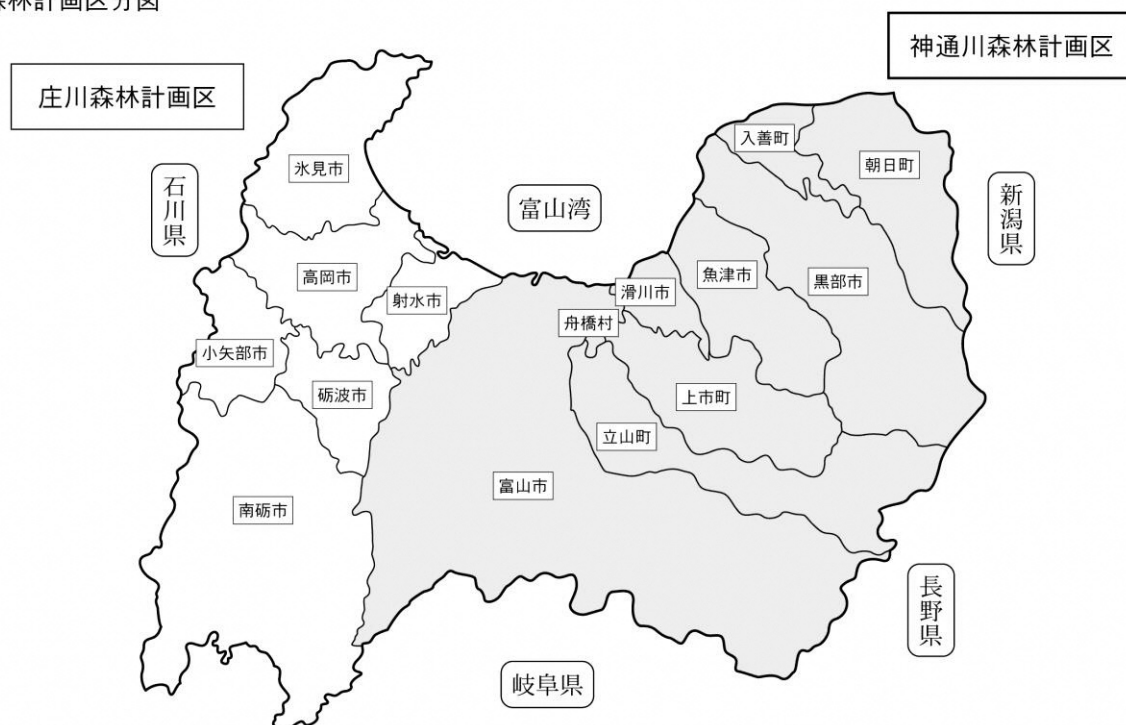 森林計画区分図
神通川森林計画区
庄川森林計画区
入善町
朝日町
氷見市
石川県
富山湾
新潟県
高岡市
魚津市
黒部市
射水市
滑川市
舟橋村
小矢部市
砺波市
上市町
立山町
富山市
南砺市
長野県
岐阜県